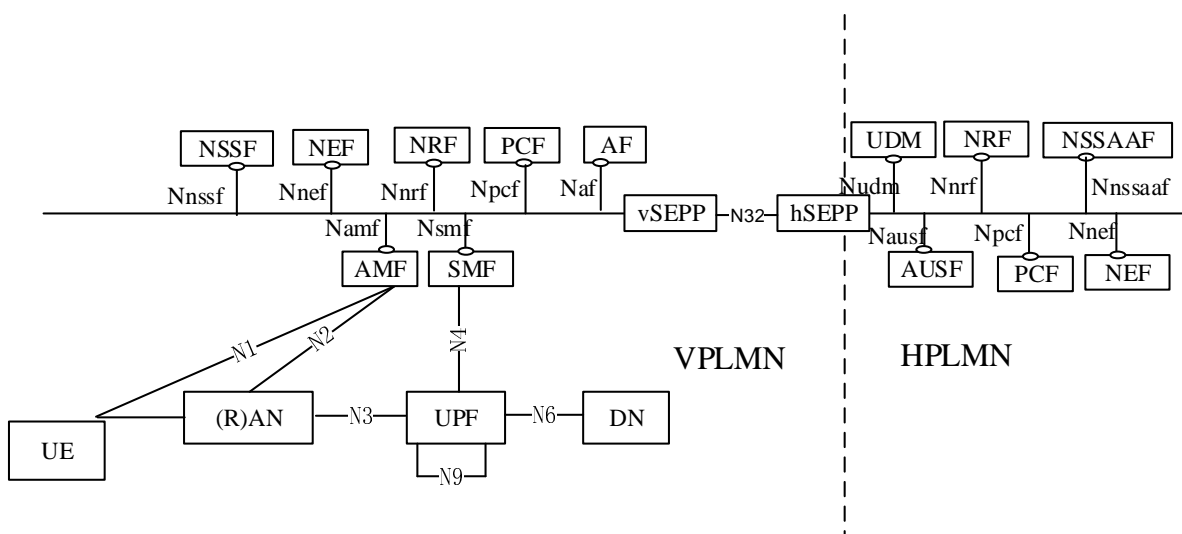 NSSF
NEF
NRF
PCF
AF
UDM
NRF
NSSAAF
Nnssf
Nnef
Nnrf
Npcf
Naf
Nudm
Nnrf
Nnssaaf
vSEPP
N32
hSEPP
Namf
Nsmf
Nausf
Npcf
Nnef
AMF
SMF
AUSF
PCF
NEF
N1
N2
N4
VPLMN
HPLMN
(R)AN
N3
UPF
N6
DN
UE
N9